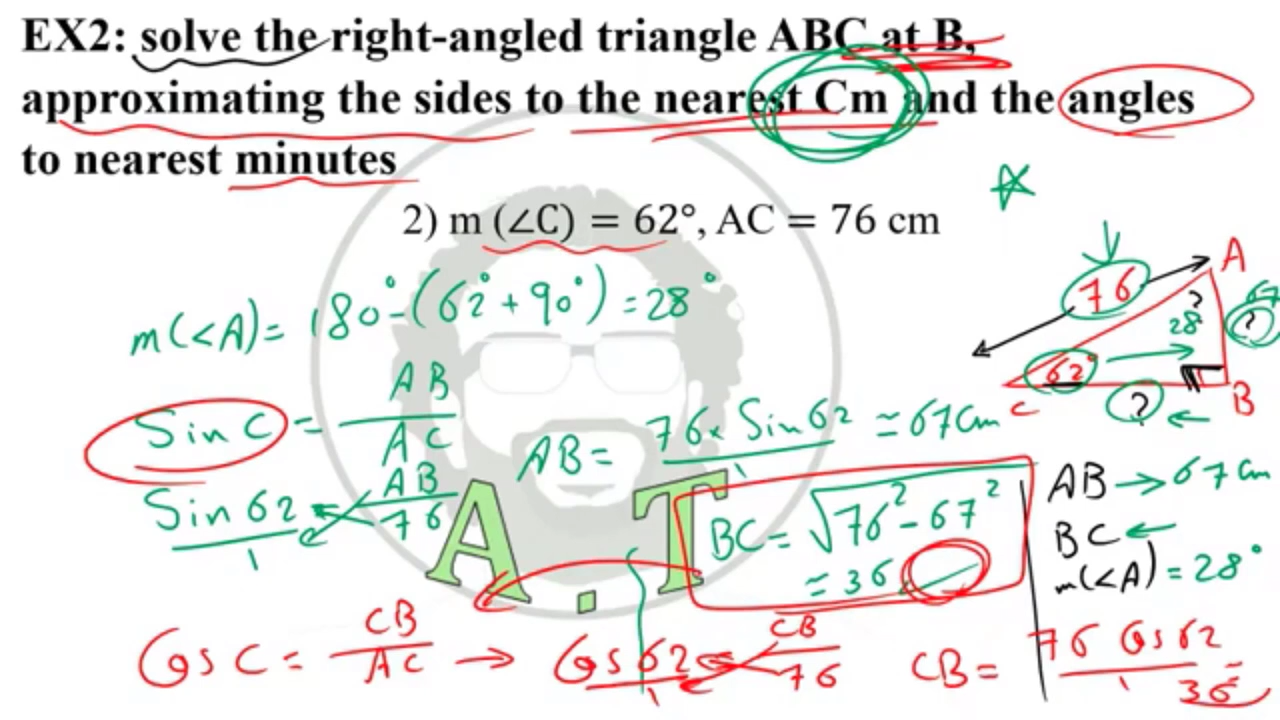 EX2: solve the right-angled triangle ABC at B,
approximating the sides to the nearest Cm and the angles
to nearest minutes
2) m (∠C) = 62°, AC = 76 cm
m(∠A) = 180° - (62° + 90°) = 28°
Sin C = AB / AC
Sin 62 / 1 = AB / 76
AB = 76 × Sin 62 / 1 ≃ 67 cm
BC = √76² - 67²
≃ 36
A
76
?
28°
67
?
62°
C
?
B
AB → 67 cm
BC ←
m(∠A) = 28°
A.T
Cos C = CB / AC → Cos 62 / 1 = CB / 76
CB = 76 Cos 62 / 1 = 36